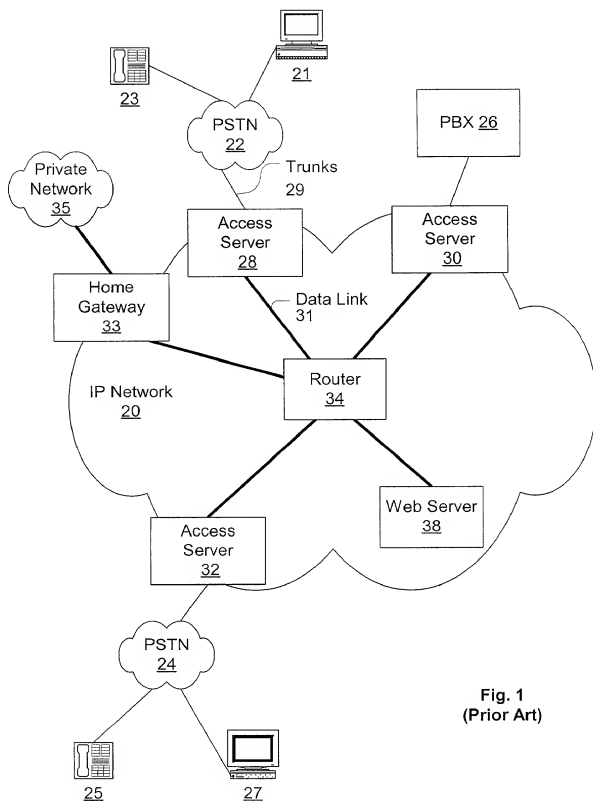 21
23
PSTN
22
PBX 26
Trunks
29
Private
Network
35
Access
Server
28
Access
Server
30
Home
Gateway
33
Data Link
31
Router
34
IP Network
20
Web Server
38
Access
Server
32
PSTN
24
Fig. 1
(Prior Art)
25
27